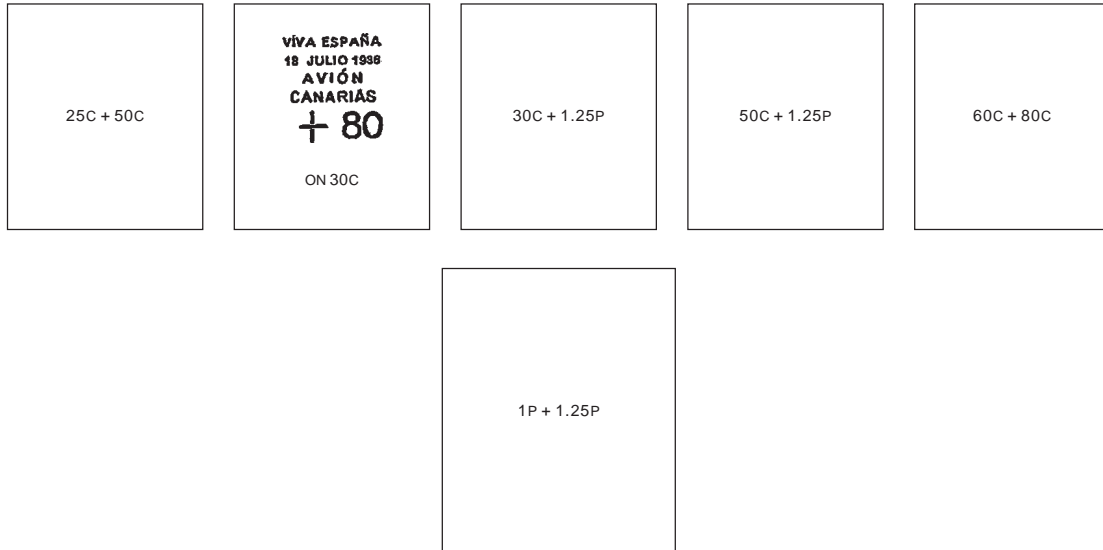 25C + 50C
VIVA ESPAÑA
18 JULIO 1936
AVIÓN
CANARIAS
+ 80
ON 30C
30C + 1.25P
50C + 1.25P
60C + 80C
1P + 1.25P